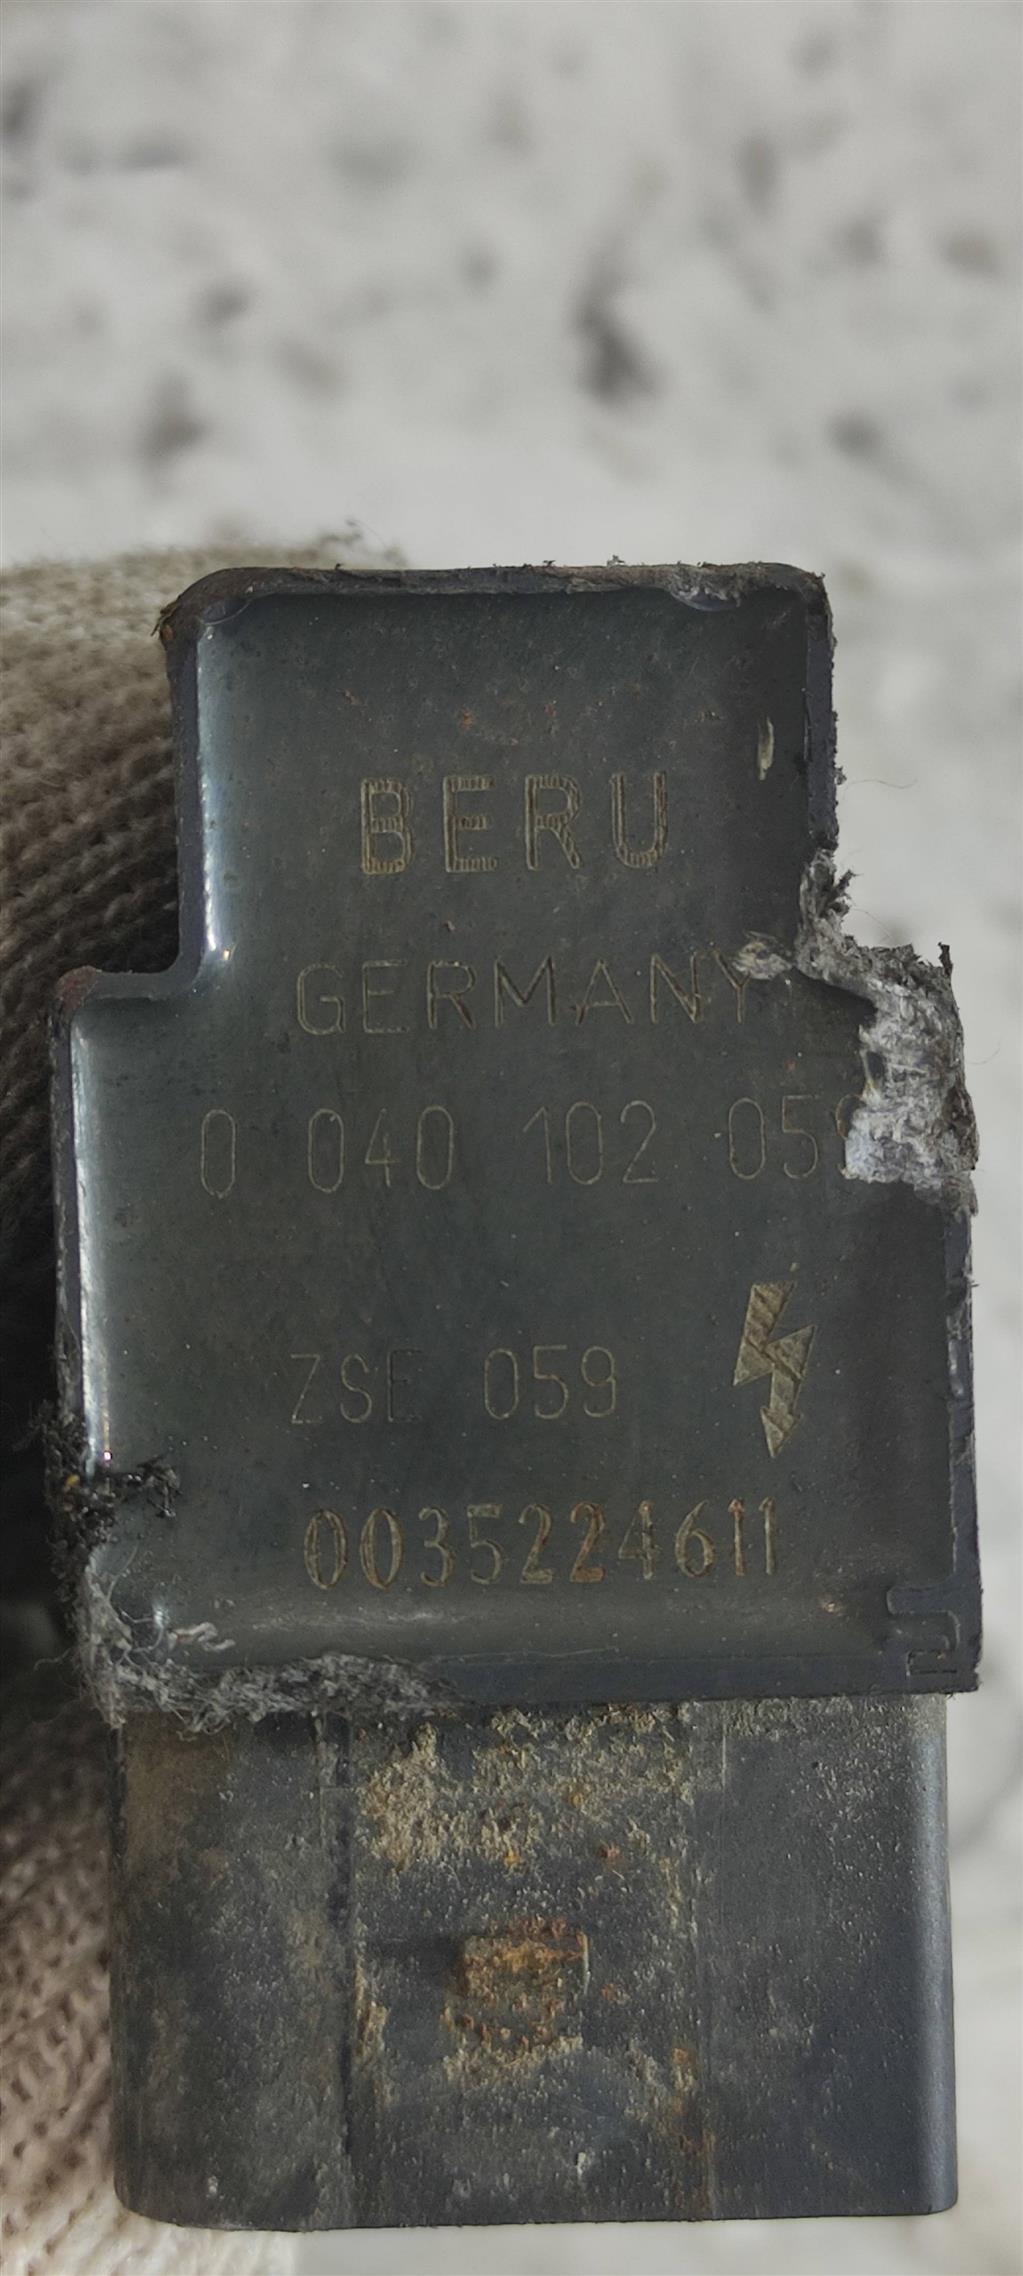 BERU
GERMANY
0 040 102 059
ZSE 059
0035224611